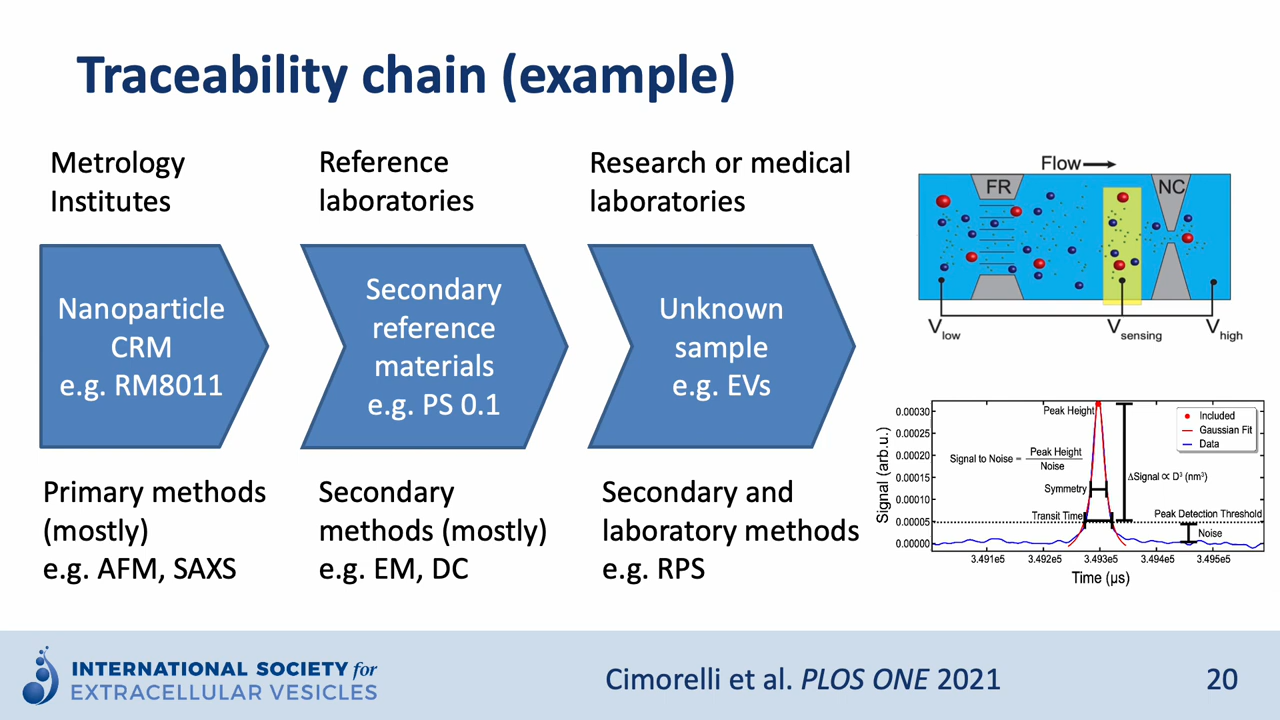 Traceability chain (example)
Metrology
Institutes
Reference
laboratories
Research or medical
laboratories
Nanoparticle
CRM
e.g. RM8011
Secondary
reference
materials
e.g. PS 0.1
Unknown
sample
e.g. EVs
Primary methods
(mostly)
e.g. AFM, SAXS
Secondary
methods (mostly)
e.g. EM, DC
Secondary and
laboratory methods
e.g. RPS
Flow
FR
NC
Vlow
Vsensing
Vhigh
Signal (arb.u.)
0.00030
0.00025
0.00020
0.00015
0.00010
0.00005
0.00000
Peak Height
Included
Gaussian Fit
Data
Signal to Noise = Peak Height
Noise
ΔSignal ∝ D³ (nm³)
Symmetry
Transit Time
Peak Detection Threshold
Noise
3.491e5
3.492e5
3.493e5
3.494e5
3.495e5
Time (µs)
INTERNATIONAL SOCIETY for
EXTRACELLULAR VESICLES
Cimorelli et al. PLOS ONE 2021
20